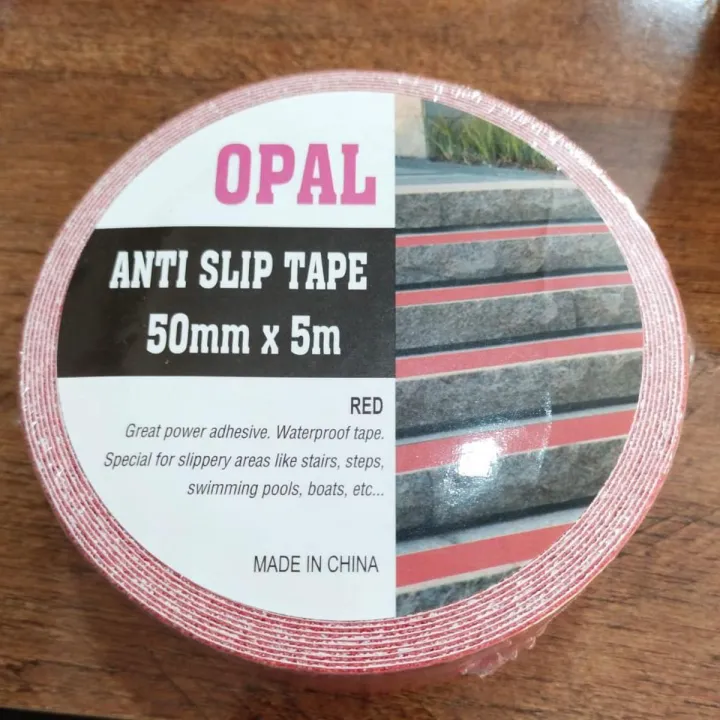 OPAL
ANTI SLIP TAPE
50mm x 5m
RED
Great power adhesive. Waterproof tape.
Special for slippery areas like stairs, steps,
swimming pools, boats, etc...
MADE IN CHINA